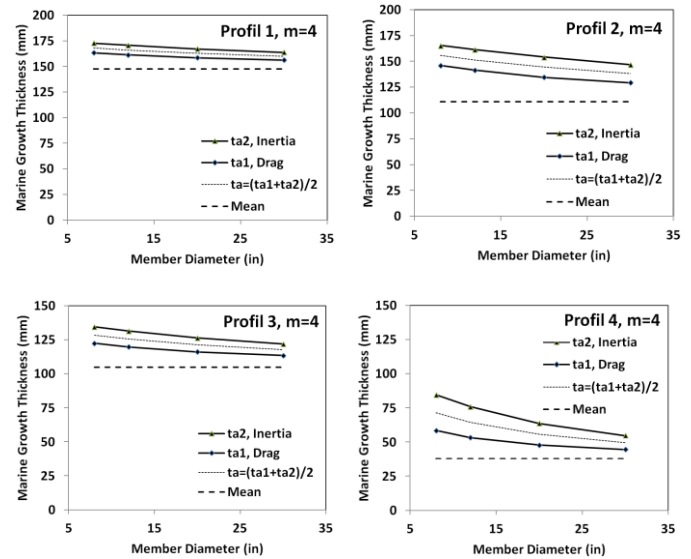 Profil 1, m=4
Marine Growth Thickness (mm)
200
175
150
125
100
75
50
25
0
ta2, Inertia
ta1, Drag
ta=(ta1+ta2)/2
Mean
5
15
25
35
Member Diameter (in)
Profil 2, m=4
Marine Growth Thickness (mm)
200
175
150
125
100
75
50
25
0
ta2, Inertia
ta1, Drag
ta=(ta1+ta2)/2
Mean
5
15
25
35
Member Diameter (in)
Profil 3, m=4
Marine Growth Thickness (mm)
150
125
100
75
50
25
0
ta2, Inertia
ta1, Drag
ta=(ta1+ta2)/2
Mean
5
15
25
35
Member Diameter (in)
Profil 4, m=4
Marine Growth Thickness (mm)
150
125
100
75
50
25
0
ta2, Inertia
ta1, Drag
ta=(ta1+ta2)/2
Mean
5
15
25
35
Member Diameter (in)